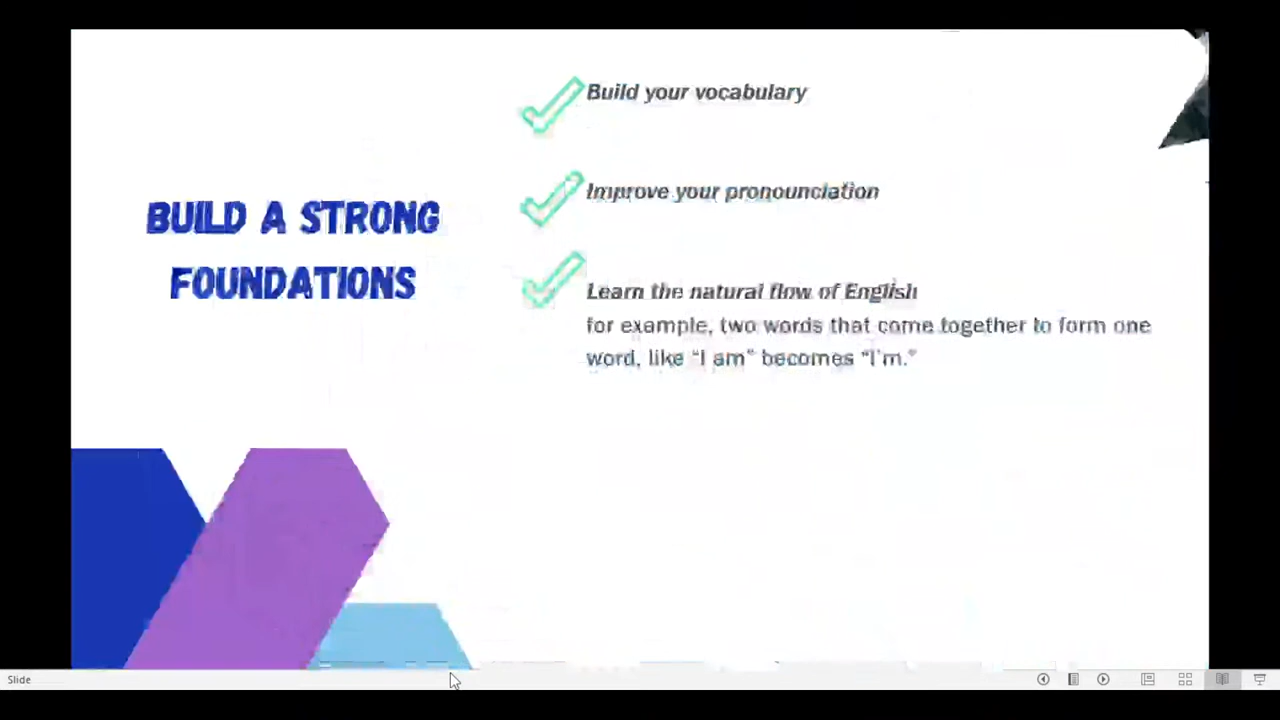 BUILD A STRONG
FOUNDATIONS
Build your vocabulary
Improve your pronounciation
Learn the natural flow of English
for example, two words that come together to form one
word, like “I am” becomes “I’m.”
Slide